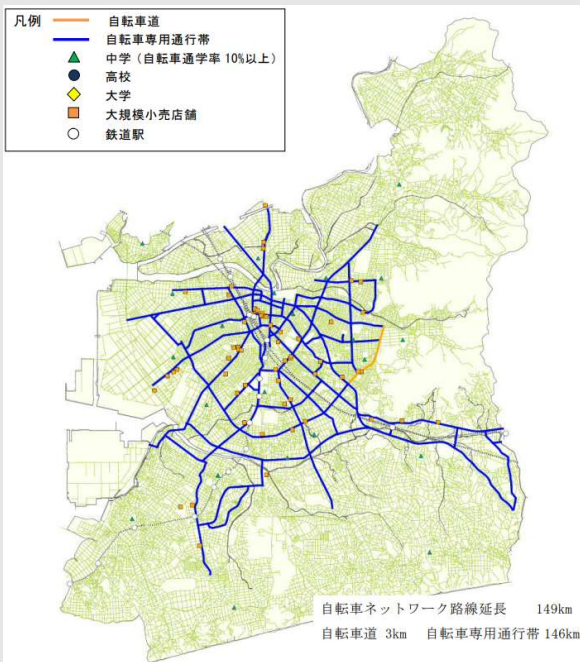 凡例 自転車道
自転車専用通行帯
中学（自転車通学率 10%以上）
高校
大学
大規模小売店舗
鉄道駅
自転車ネットワーク路線延長 149km
自転車道 3km 自転車専用通行帯 146km